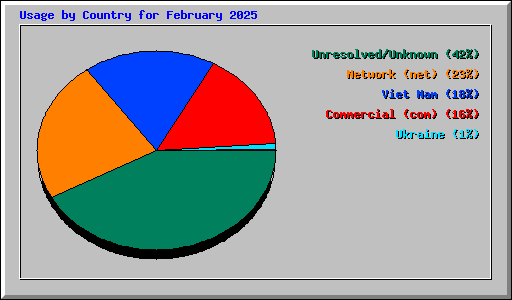 Usage by Country for February 2025
Unresolved/Unknown (42%)
Network (net) (23%)
Viet Nam (18%)
Commercial (com) (16%)
Ukraine (1%)